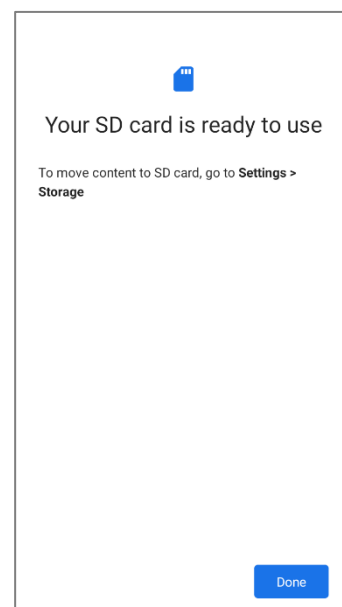 Your SD card is ready to use
To move content to SD card, go to Settings >
Storage
Done